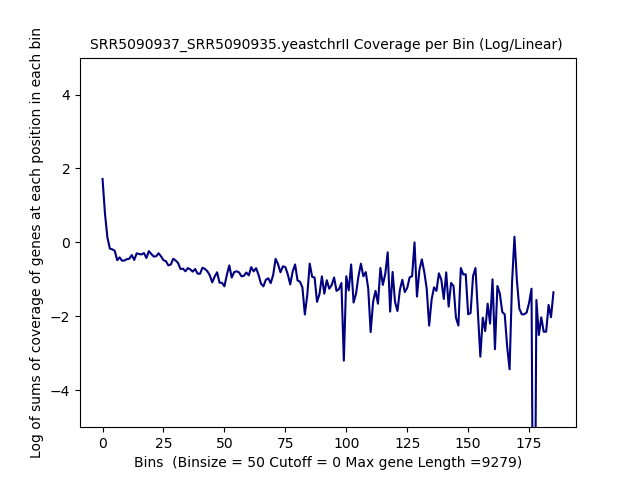 SRR5090937_SRR5090935.yeastchrII Coverage per Bin (Log/Linear)
Log of sums of coverage of genes at each position in each bin
4
2
0
−2
−4
0 25 50 75 100 125 150 175
Bins  (Binsize = 50 Cutoff = 0 Max gene Length =9279)